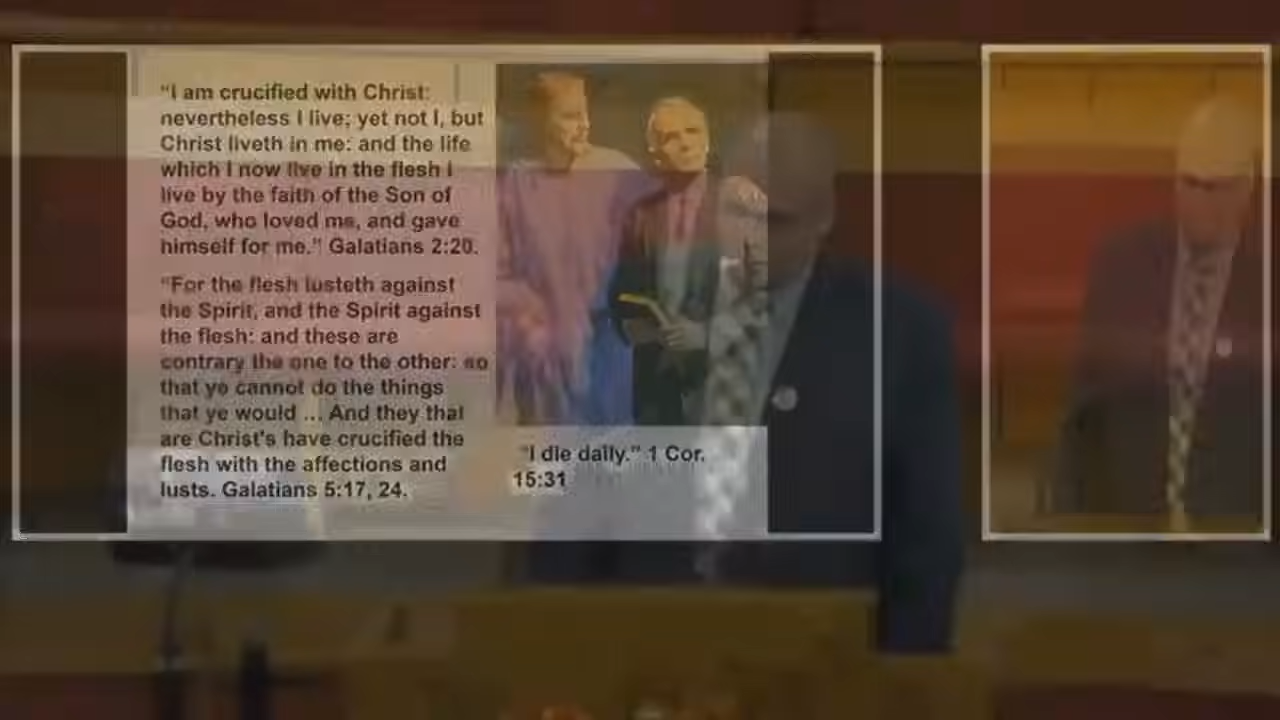 “I am crucified with Christ:
nevertheless I live; yet not I, but
Christ liveth in me: and the life
which I now live in the flesh I
live by the faith of the Son of
God, who loved me, and gave
himself for me.” Galatians 2:20.
“For the flesh lusteth against
the Spirit, and the Spirit against
the flesh: and these are
contrary the one to the other: so
that ye cannot do the things
that ye would ... And they that
are Christ's have crucified the
flesh with the affections and
lusts. Galatians 5:17, 24.
“I die daily.” 1 Cor.
15:31